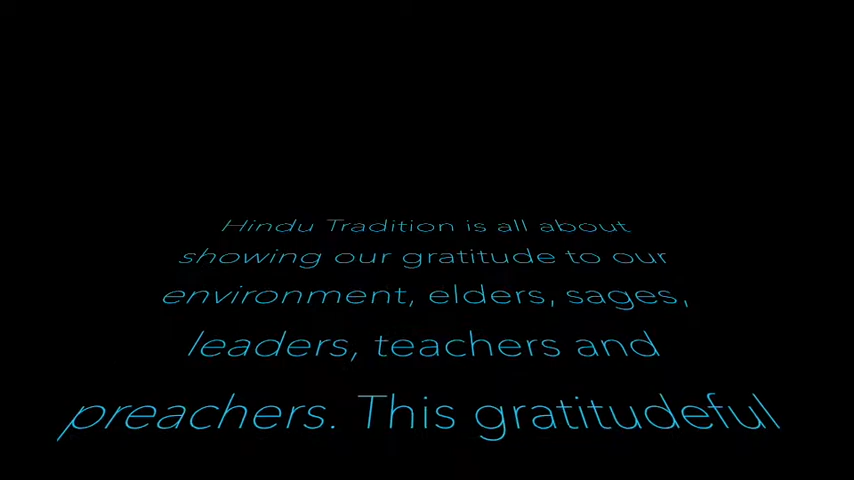 Hindu Tradition is all about
showing our gratitude to our
environment, elders, sages,
leaders, teachers and
preachers. This gratitudeful